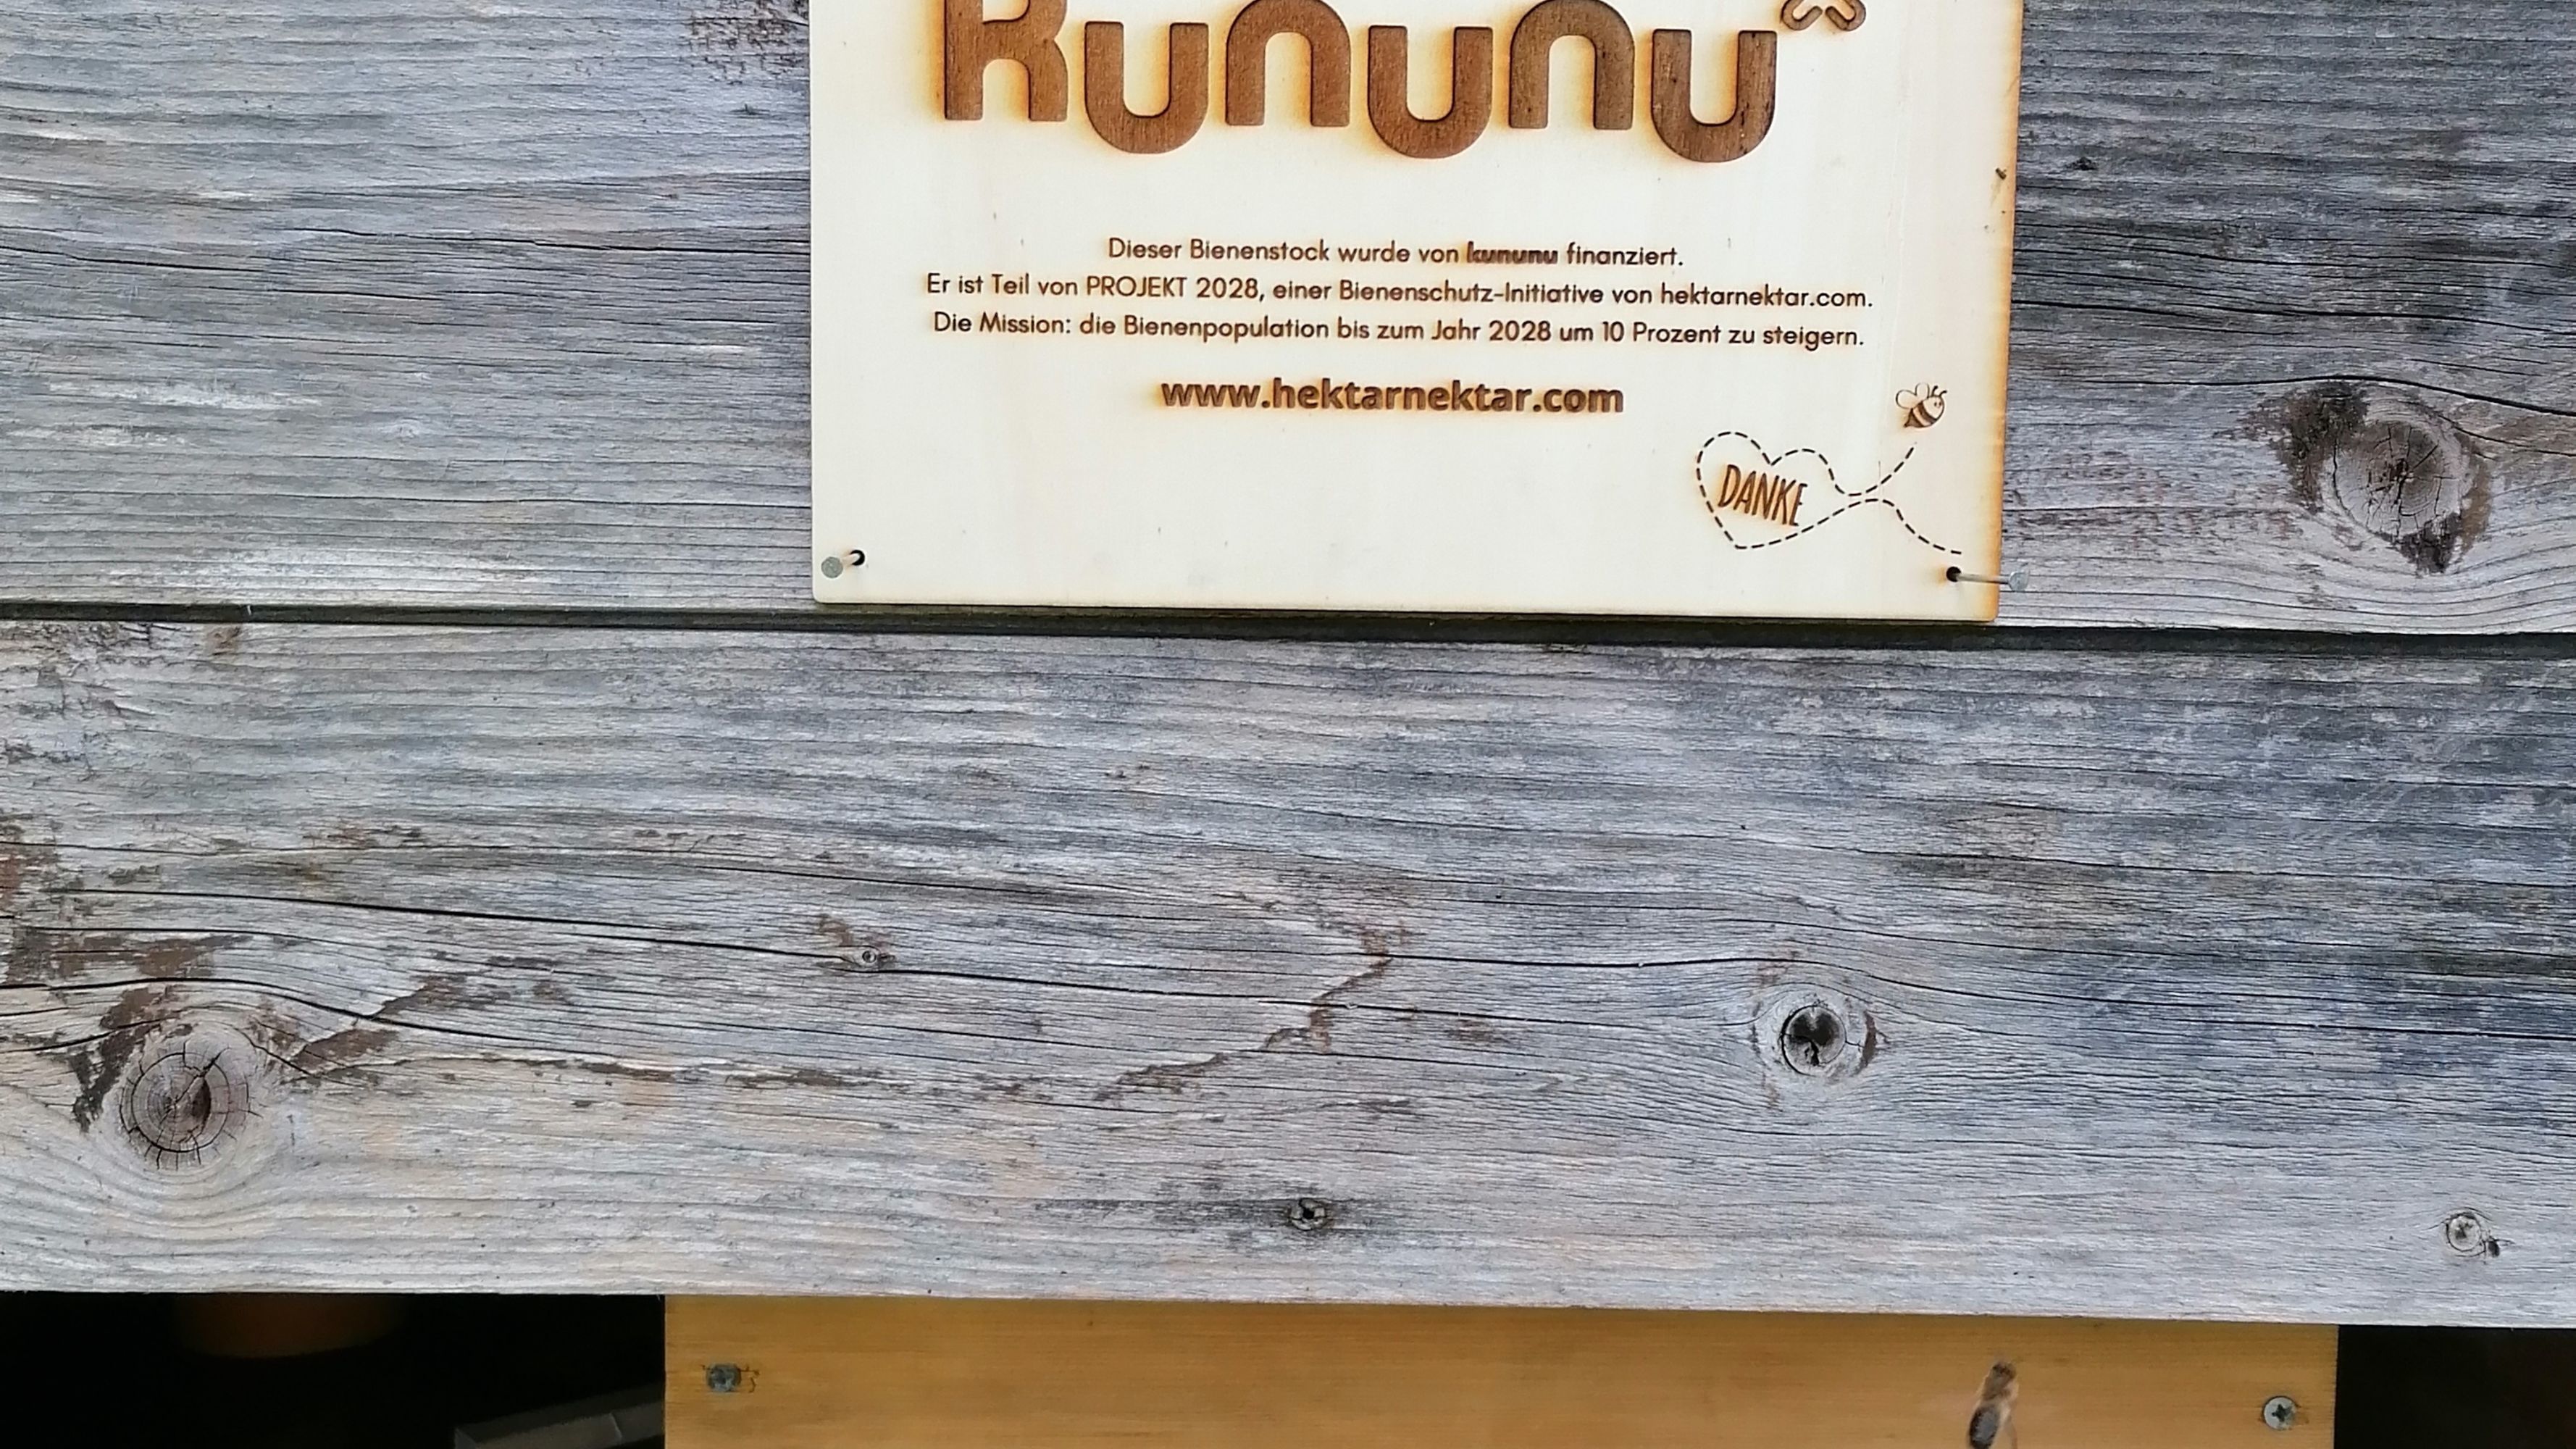 kununu
Dieser Bienenstock wurde von kununu finanziert.
Er ist Teil von PROJEKT 2028, einer Bienenschutz-Initiative von hektarnektar.com.
Die Mission: die Bienenpopulation bis zum Jahr 2028 um 10 Prozent zu steigern.
www.hektarnektar.com
DANKE